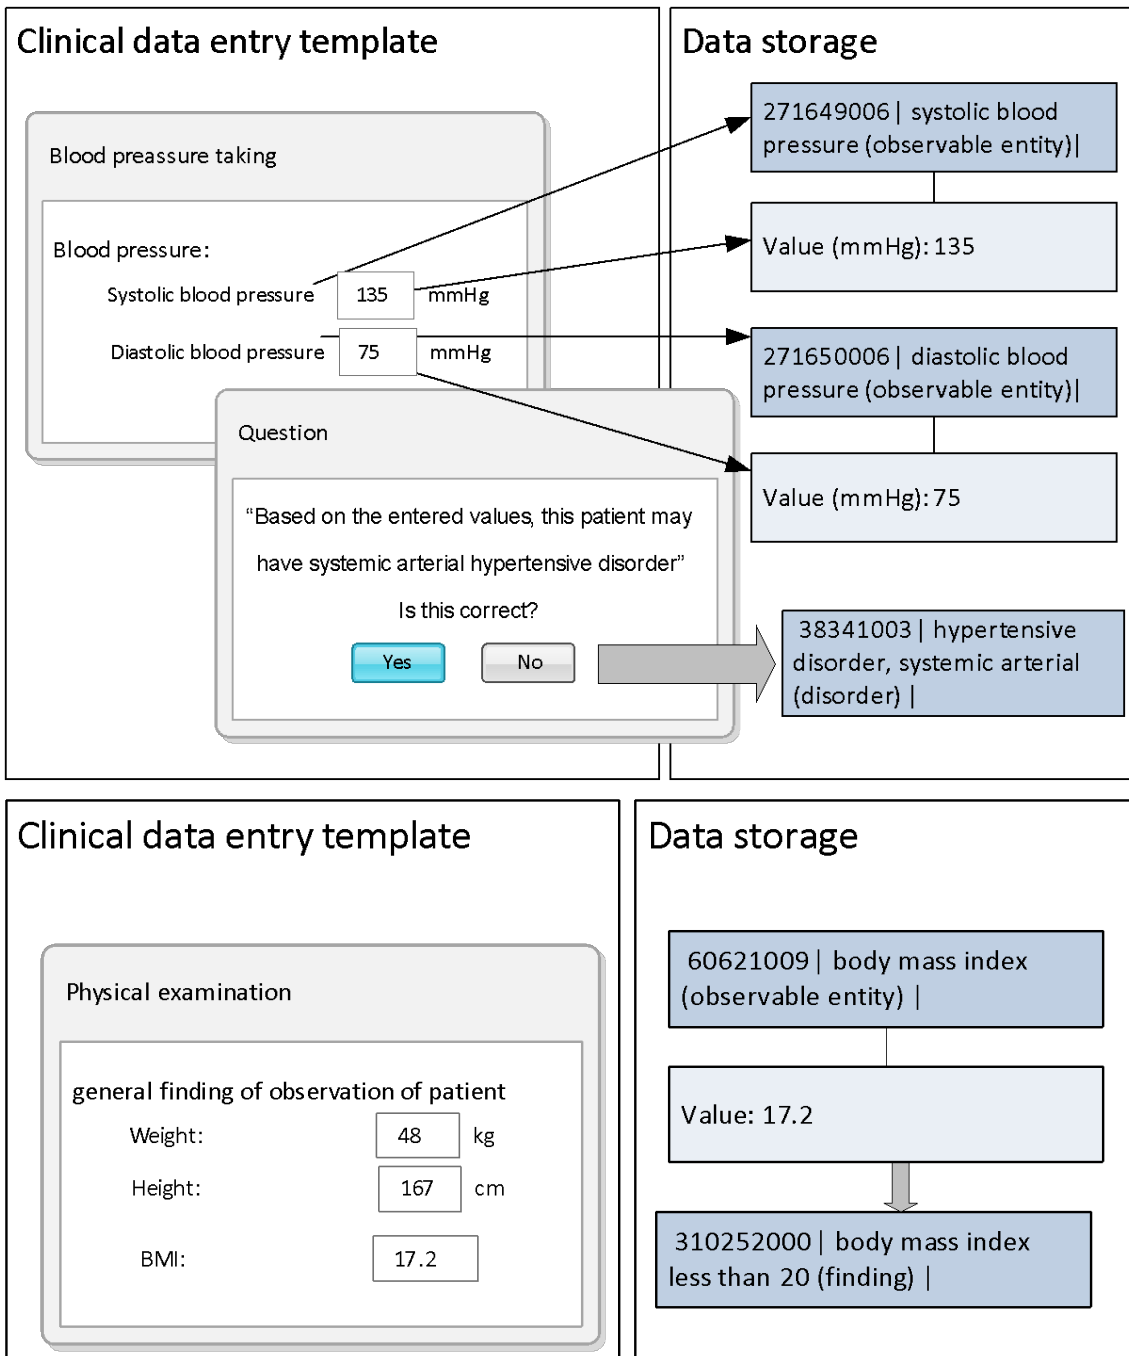 Clinical data entry template
Data storage
Blood preassure taking
Blood pressure:
Systolic blood pressure 135 mmHg
Diastolic blood pressure 75 mmHg
Question
“Based on the entered values, this patient may
have systemic arterial hypertensive disorder”
Is this correct?
Yes No
271649006 | systolic blood
pressure (observable entity)|
Value (mmHg): 135
271650006 | diastolic blood
pressure (observable entity)|
Value (mmHg): 75
38341003 | hypertensive
disorder, systemic arterial
(disorder) |
Clinical data entry template
Data storage
Physical examination
general finding of observation of patient
Weight: 48 kg
Height: 167 cm
BMI: 17.2
60621009 | body mass index
(observable entity) |
Value: 17.2
310252000 | body mass index
less than 20 (finding) |